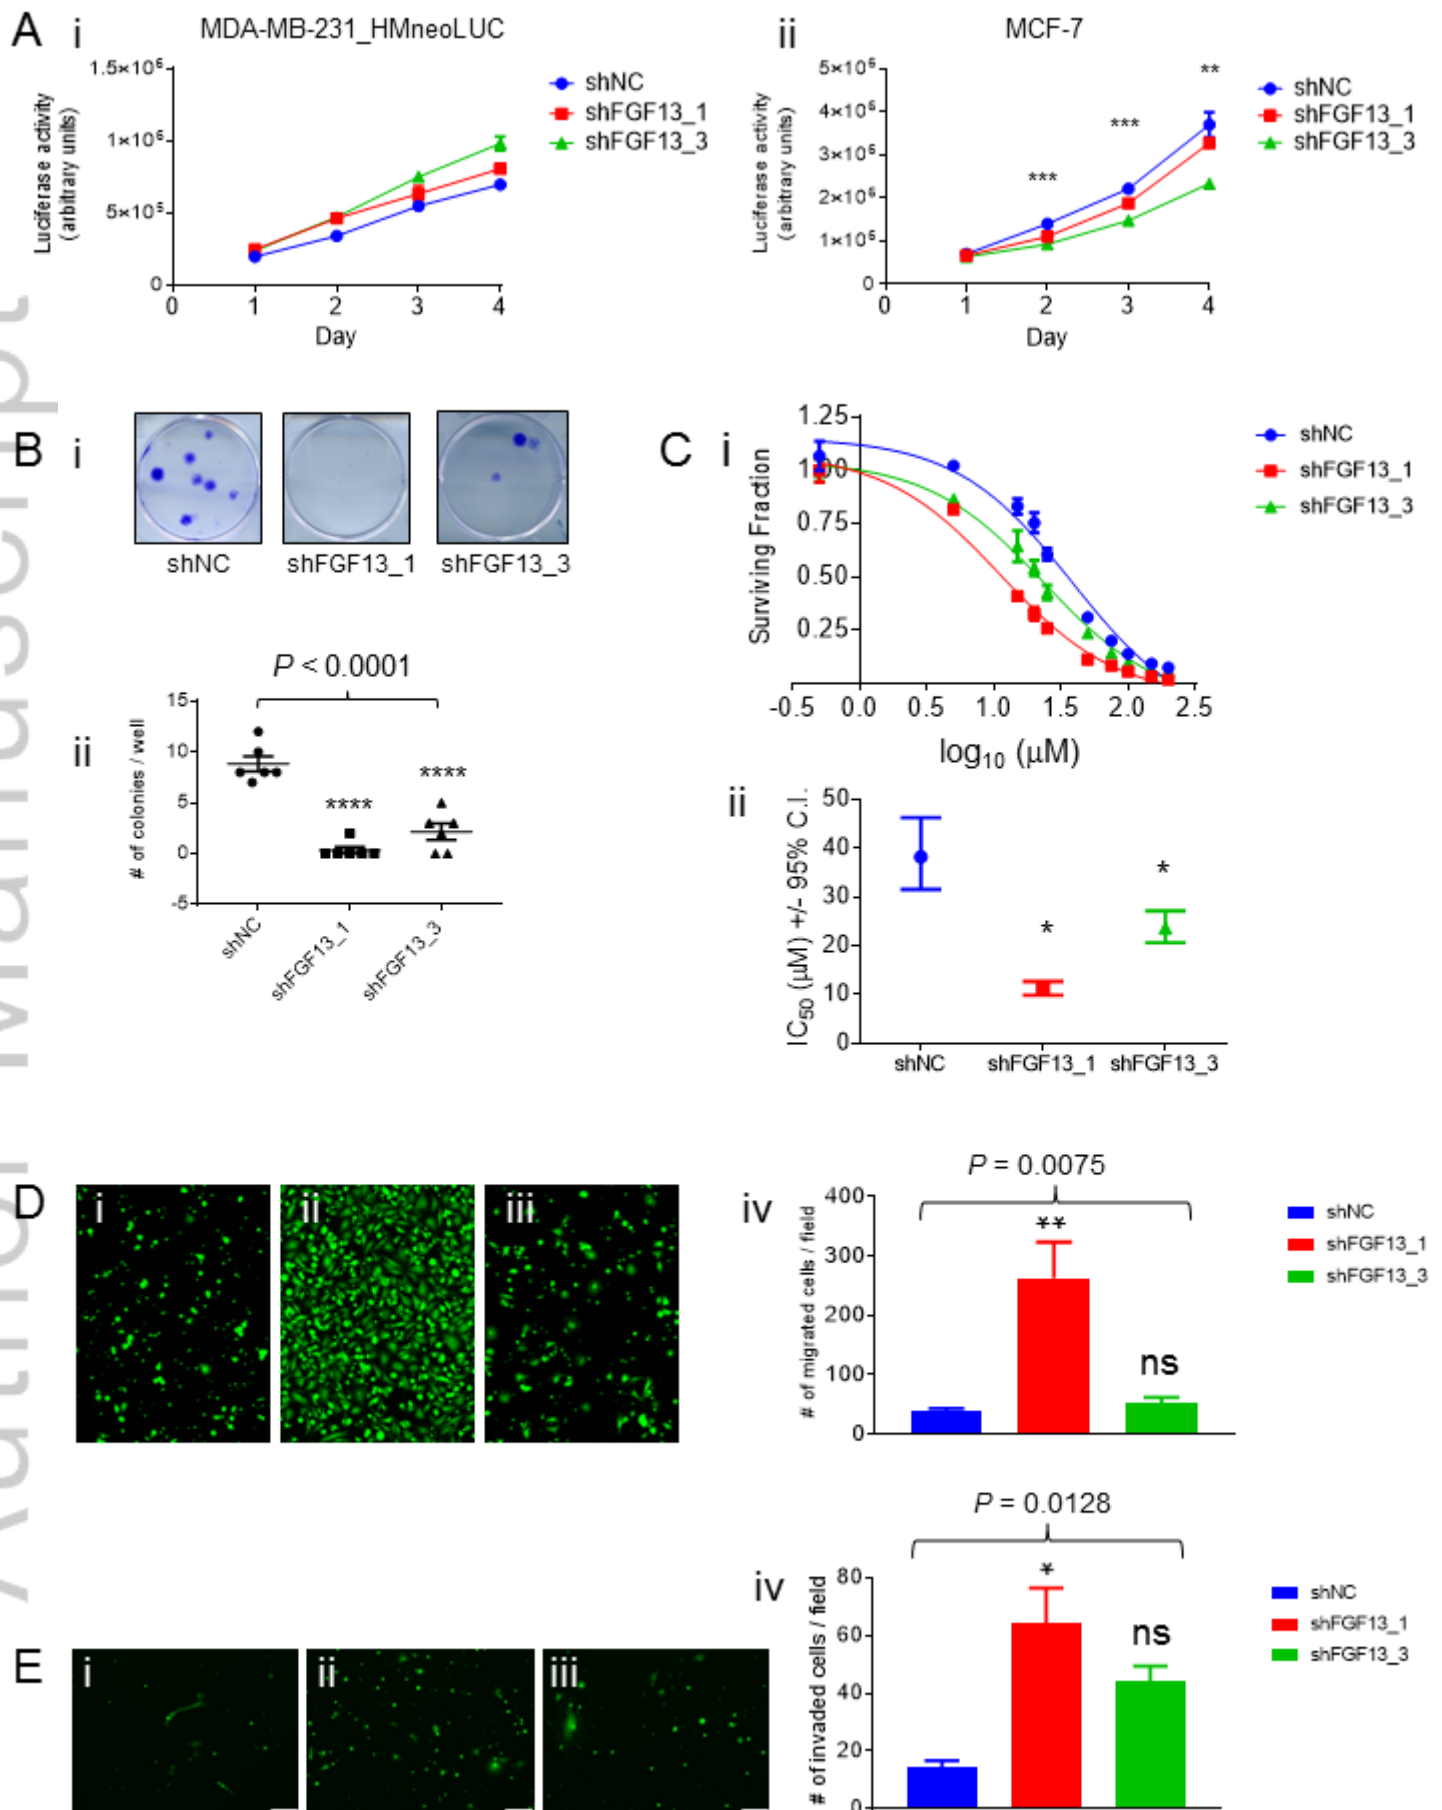 A
i
MDA-MB-231_HMneoLUC
Luciferase activity
(arbitrary units)
1.5×10⁶
1×10⁶
5×10⁵
0
0 1 2 3 4
Day
shNC
shFGF13_1
shFGF13_3
ii
MCF-7
Luciferase activity
(arbitrary units)
5×10⁶
4×10⁶
3×10⁶
2×10⁶
1×10⁶
0
0 1 2 3 4
Day
***
***
**
shNC
shFGF13_1
shFGF13_3
B
i
shNC shFGF13_1 shFGF13_3
ii
P < 0.0001
# of colonies / well
15
10
5
0
-5
****
****
shNC
shFGF13_1
shFGF13_3
C
i
Surviving Fraction
1.25
1.00
0.75
0.50
0.25
-0.5 0.0 0.5 1.0 1.5 2.0 2.5
log₁₀ (μM)
shNC
shFGF13_1
shFGF13_3
ii
IC₅₀ (μM) +/- 95% C.I.
50
40
30
20
10
0
*
*
shNC shFGF13_1 shFGF13_3
D
i
ii
iii
iv
P = 0.0075
# of migrated cells / field
400
300
200
100
0
**
ns
shNC
shFGF13_1
shFGF13_3
E
i
ii
iii
iv
P = 0.0128
# of invaded cells / field
80
60
40
20
0
*
ns
shNC
shFGF13_1
shFGF13_3
Author Manuscript